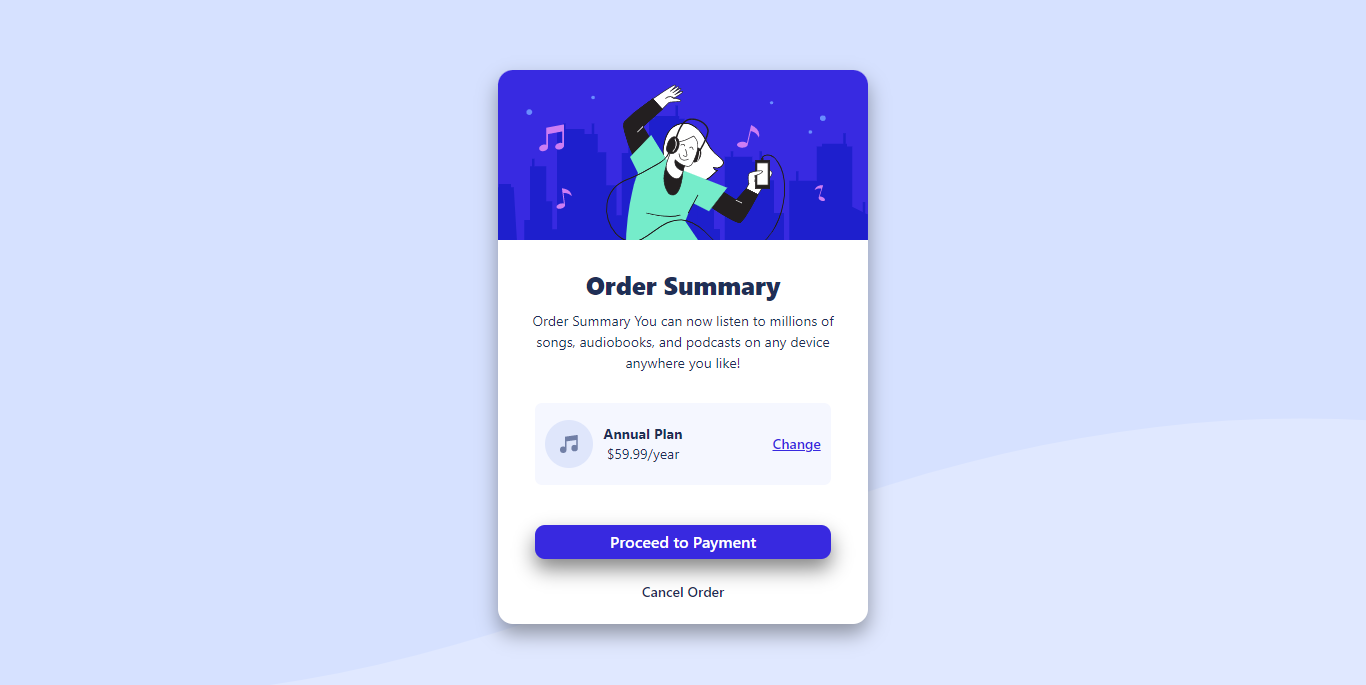 Order Summary
Order Summary You can now listen to millions of
songs, audiobooks, and podcasts on any device
anywhere you like!
Annual Plan
$59.99/year
Change
Proceed to Payment
Cancel Order